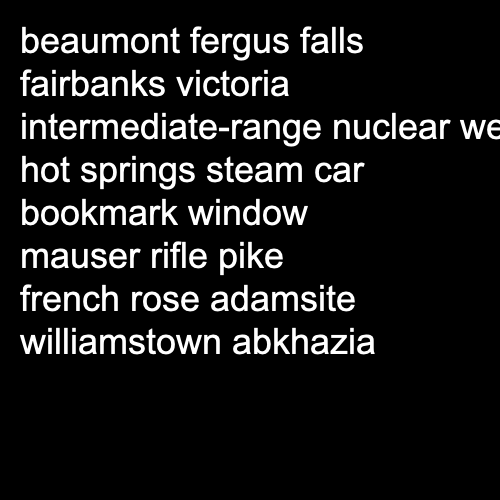 beaumont fergus falls
fairbanks victoria
intermediate-range nuclear
hot springs steam car
bookmark window
mauser rifle pike
french rose adamsite
williamstown abkhazia